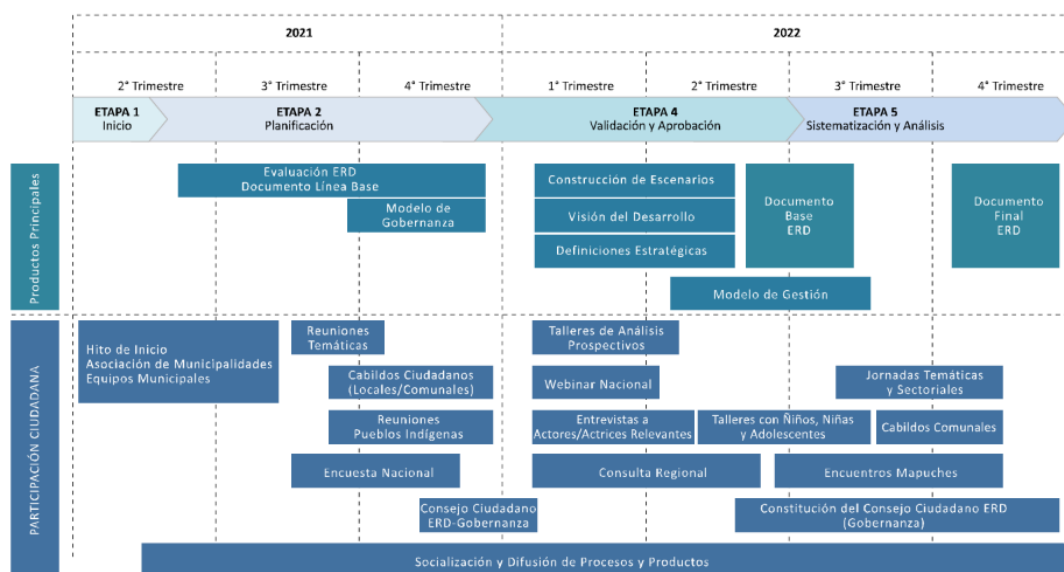 2021
2022
2° Trimestre
3° Trimestre
4° Trimestre
1° Trimestre
2° Trimestre
3° Trimestre
4° Trimestre
ETAPA 1
Inicio
ETAPA 2
Planificación
ETAPA 4
Validación y Aprobación
ETAPA 5
Sistematización y Análisis
Productos Principales
Evaluación ERD
Documento Línea Base
Modelo de
Gobernanza
Construcción de Escenarios
Visión del Desarrollo
Definiciones Estratégicas
Documento
Base
ERD
Documento
Final
ERD
Modelo de Gestión
PARTICIPACIÓN CIUDADANA
Hito de Inicio
Asociación de Municipalidades
Equipos Municipales
Reuniones
Temáticas
Talleres de Análisis
Prospectivos
Cabildos Ciudadanos
(Locales/Comunales)
Webinar Nacional
Jornadas Temáticas
y Sectoriales
Reuniones
Pueblos Indígenas
Entrevistas a
Actores/Actrices Relevantes
Talleres con Ñiños, Niñas
y Adolescentes
Cabildos Comunales
Encuesta Nacional
Consulta Regional
Encuentros Mapuches
Consejo Ciudadano
ERD-Gobernanza
Constitución del Consejo Ciudadano ERD
(Gobernanza)
Socialización y Difusión de Procesos y Productos